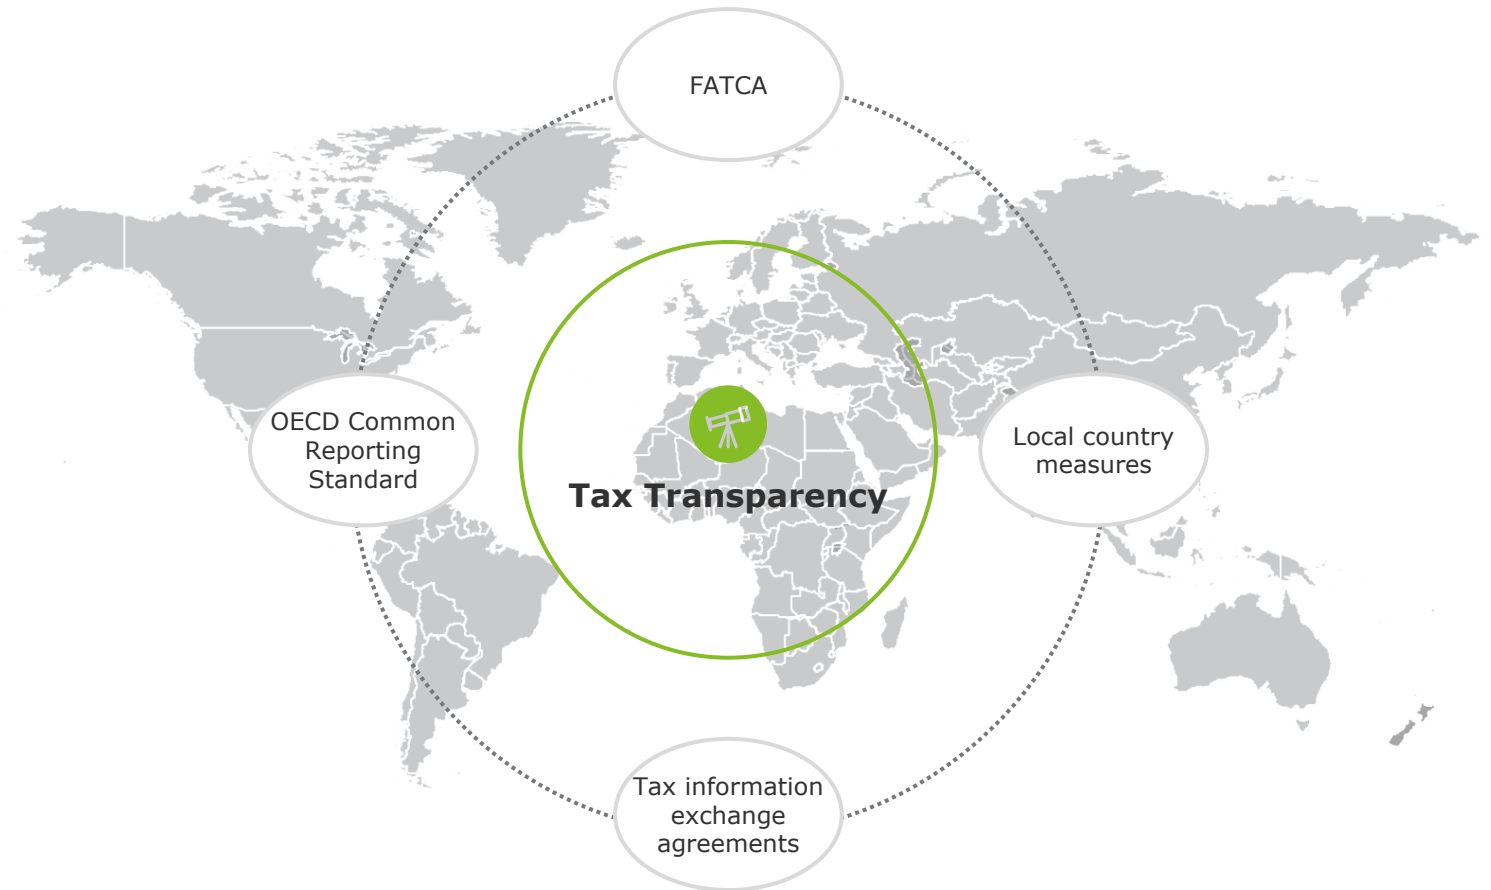 FATCA
OECD Common
Reporting
Standard
Local country
measures
Tax Transparency
Tax information
exchange
agreements